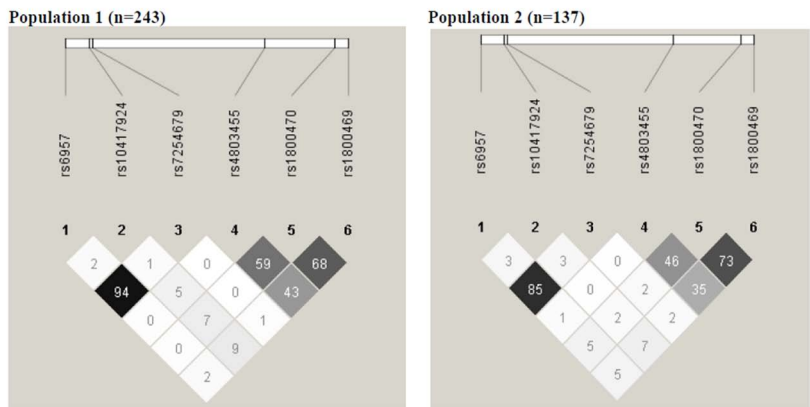 Population 1 (n=243)
rs6957 rs10417924 rs7254679 rs4803455 rs1800470 rs1800469
1 2 3 4 5 6
2 1 0 59 68
94 5 0 43
0 7 1
0 9
2
Population 2 (n=137)
rs6957 rs10417924 rs7254679 rs4803455 rs1800470 rs1800469
1 2 3 4 5 6
3 3 0 46 73
85 0 2 35
1 2 2
5 7
5